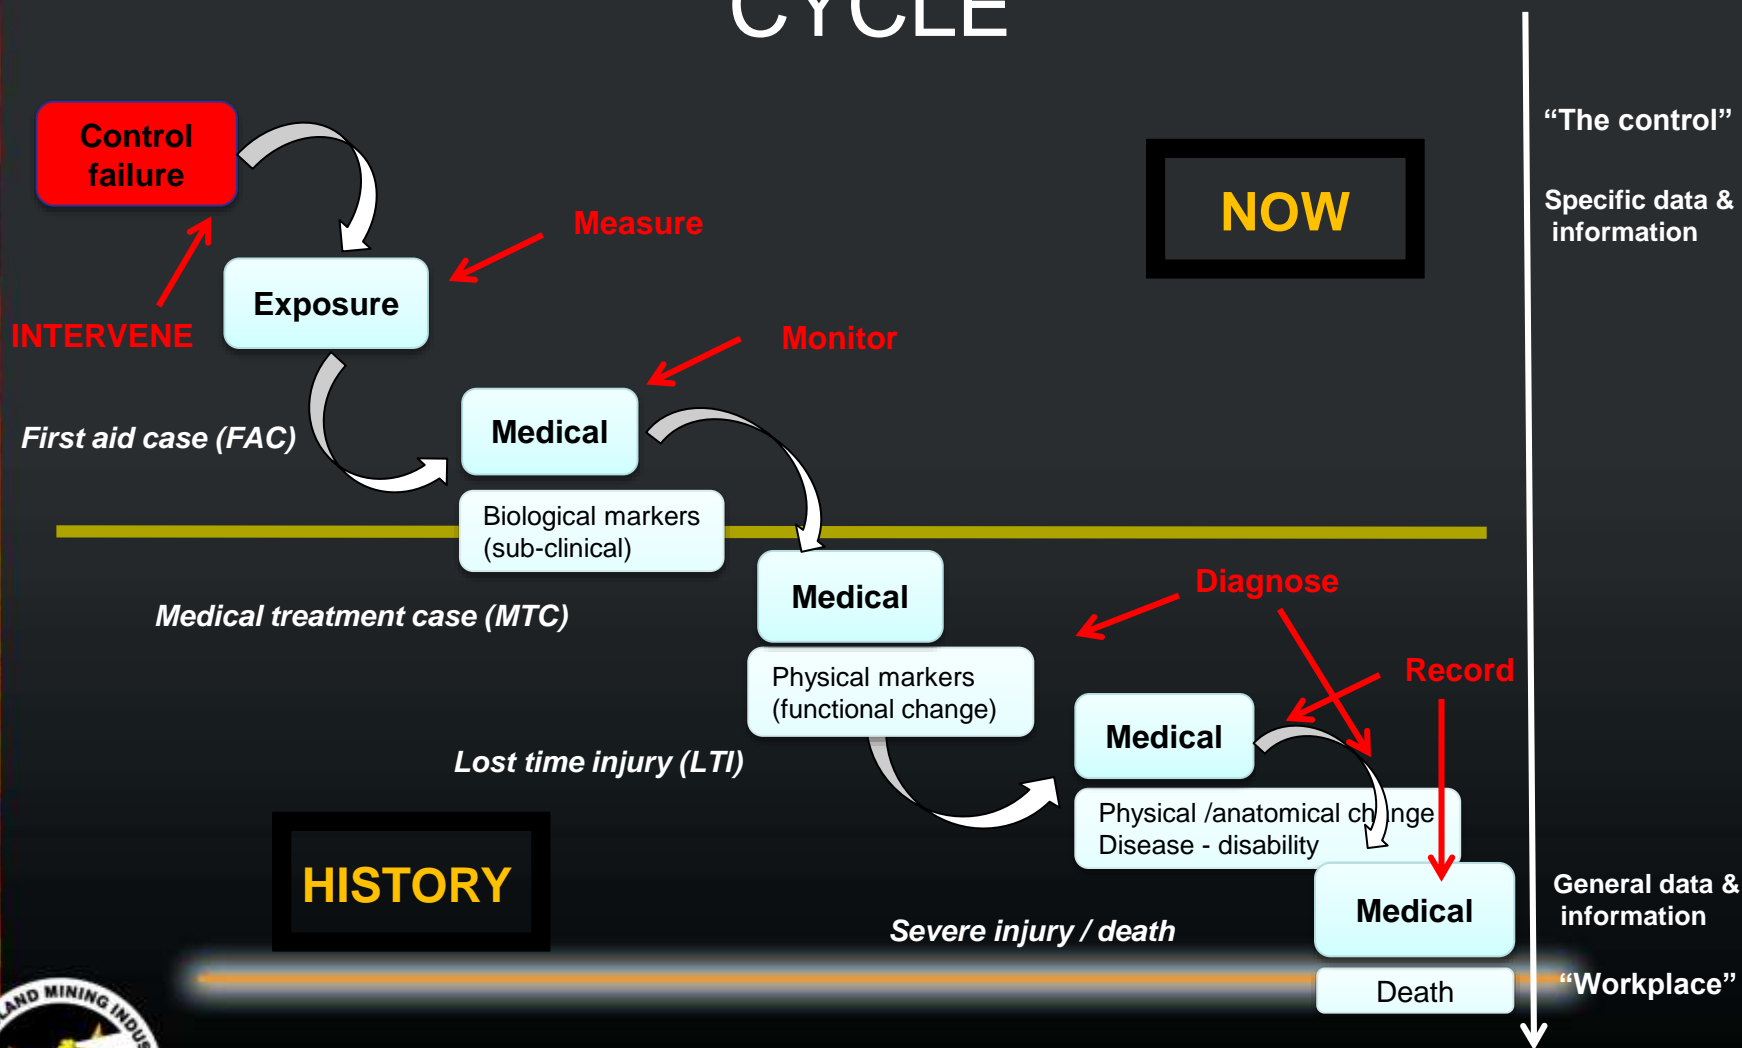 CYCLE
Control
failure
"The control"
Specific data &
information
NOW
Measure
Exposure
INTERVENE
Monitor
Medical
First aid case (FAC)
Biological markers
(sub-clinical)
Medical
Diagnose
Medical treatment case (MTC)
Physical markers
(functional change)
Record
Medical
Lost time injury (LTI)
Physical /anatomical change
Disease - disability
HISTORY
General data &
information
Medical
Severe injury / death
"Workplace"
Death
AND MINING